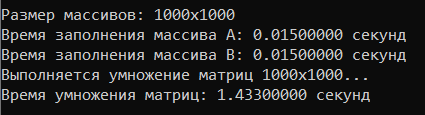 Размер массивов: 1000x1000
Время заполнения массива A: 0.01500000 секунд
Время заполнения массива B: 0.01500000 секунд
Выполняется умножение матриц 1000x1000...
Время умножения матриц: 1.43300000 секунд